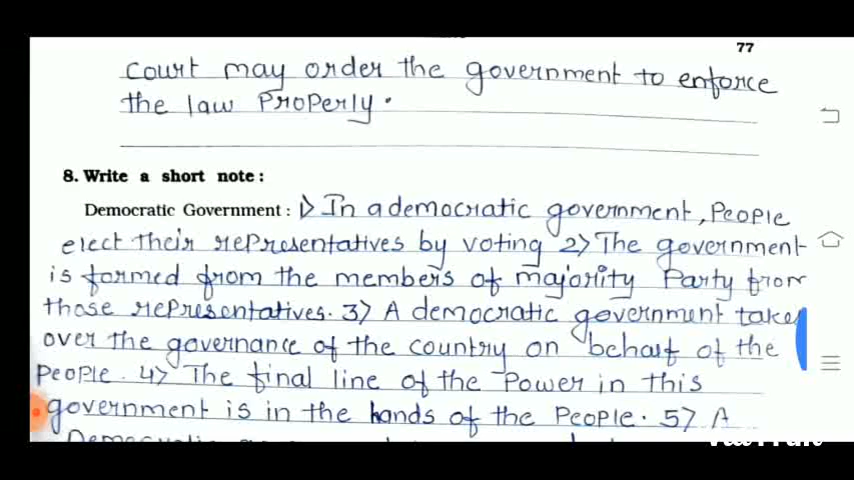 77
court may order the government to enforce
the law Properly.
8. Write a short note:
Democratic Government: 1> In a democratic government, People
elect their representatives by voting 2> The government
is formed from the members of majority Party from
those representatives. 3> A democratic government takes
over the governance of the country on behalf of the
People. 4> The final line of the Power in this
government is in the hands of the People. 5> A